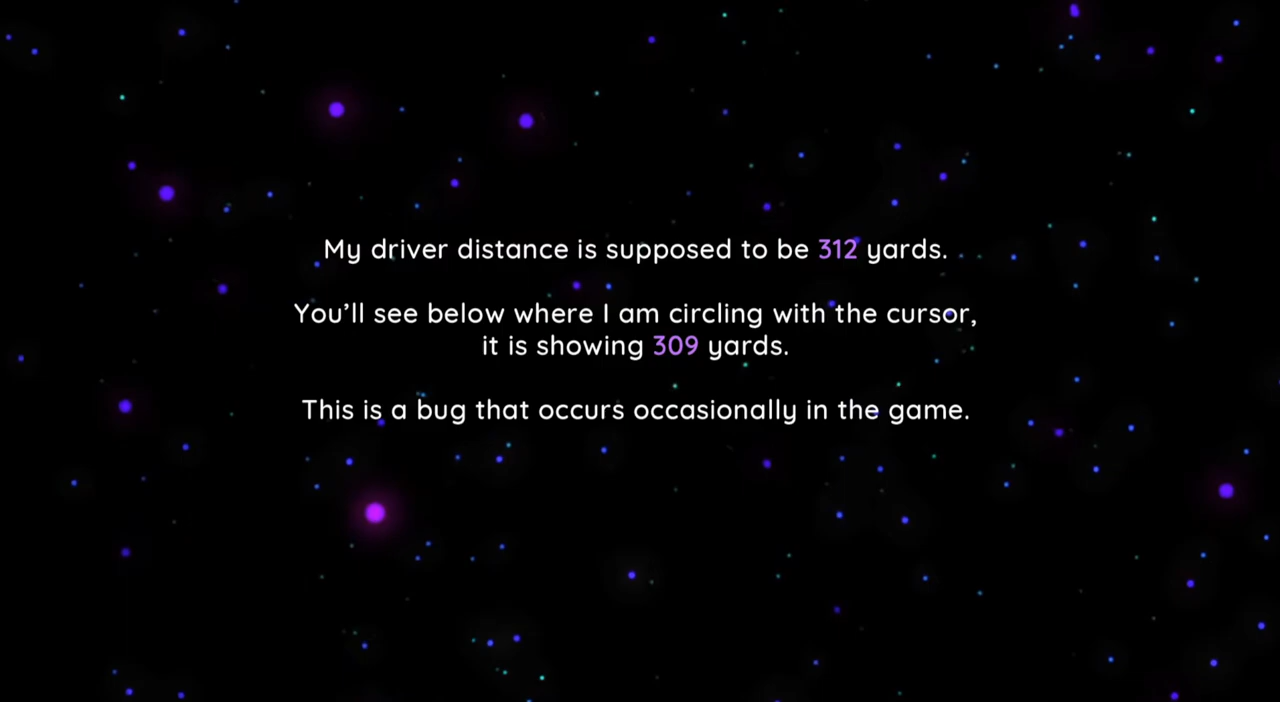 My driver distance is supposed to be 312 yards.
You'll see below where I am circling with the cursor,
it is showing 309 yards.
This is a bug that occurs occasionally in the game.